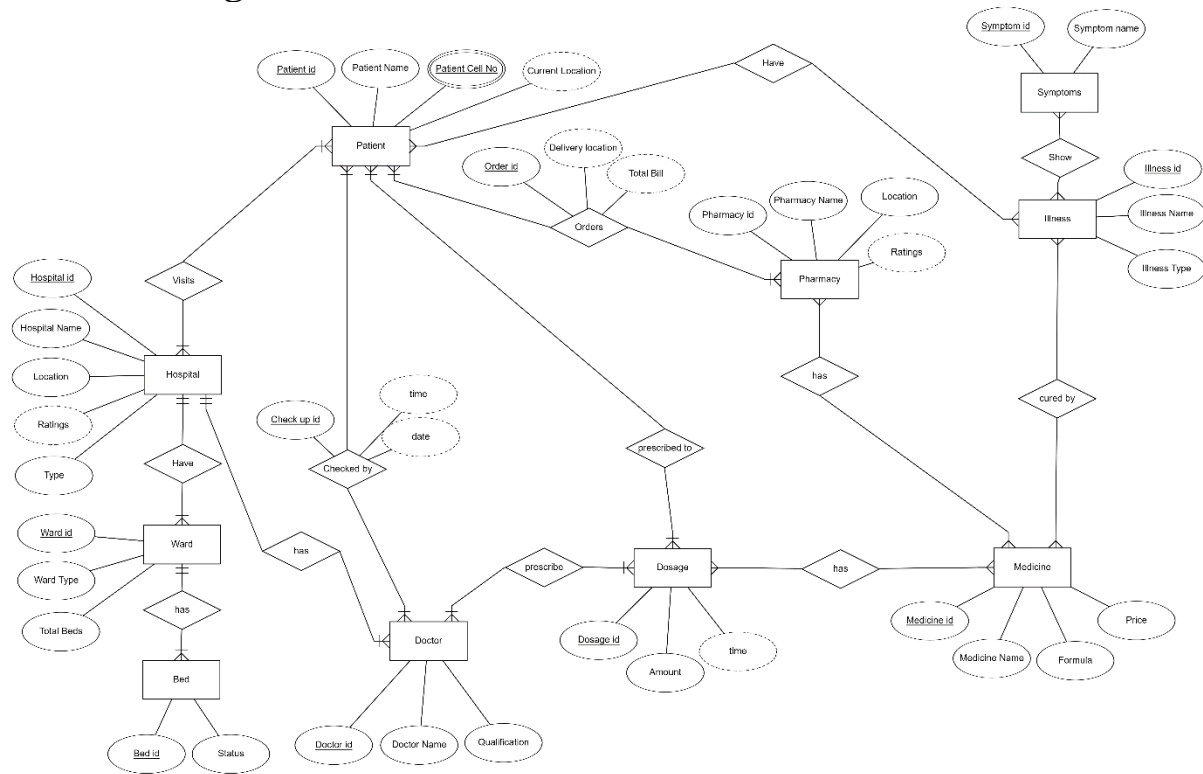 Symptom id
Symptom name
Patient id
Patient Name
Patient Cell No
Current Location
Have
Symptoms
Patient
Delivery location
Order id
Total Bill
Show
Illness id
Pharmacy Name
Location
Pharmacy Id
Illness
Illness Name
Orders
Ratings
Illness Type
Hospital id
Visits
Pharmacy
Hospital Name
Location
Hospital
has
time
Check up id
cured by
Ratings
date
Type
Have
Checked by
prescribed to
Ward id
Ward
has
Ward Type
prescribe
Dosage
has
Medicine
Total Beds
has
Medicine id
Price
Doctor
Dosage id
time
Medicine Name
Formula
Bed
Amount
Bed id
Status
Doctor id
Doctor Name
Qualification